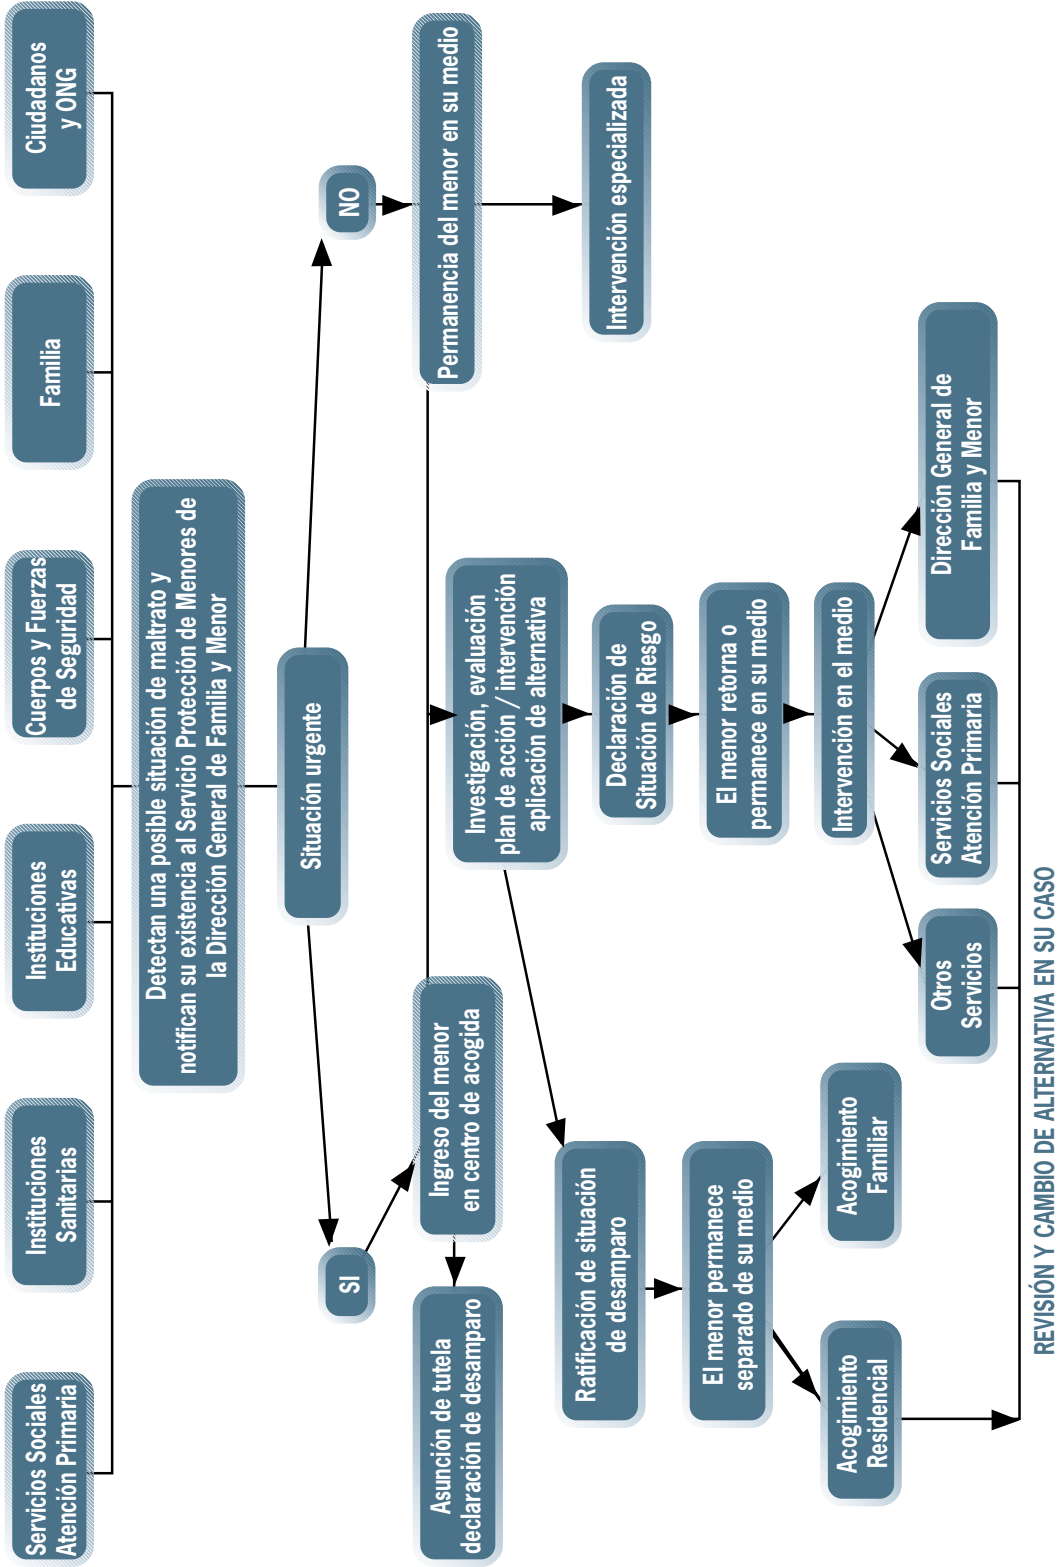 Servicios Sociales
Atención Primaria
Instituciones
Sanitarias
Instituciones
Educativas
Cuerpos y Fuerzas
de Seguridad
Familia
Ciudadanos
y ONG
Detectan una posible situación de maltrato y
notifican su existencia al Servicio Protección de Menores de
la Dirección General de Familia y Menor
Situación urgente
SI
NO
Asunción de tutela
declaración de desamparo
Ingreso del menor
en centro de acogida
Permanencia del menor en su medio
Investigación, evaluación
plan de acción / intervención
aplicación de alternativa
Intervención especializada
Ratificación de situación
de desamparo
Declaración de
Situación de Riesgo
El menor permanece
separado de su medio
El menor retorna o
permanece en su medio
Intervención en el medio
Acogimiento
Residencial
Acogimiento
Familiar
Otros
Servicios
Servicios Sociales
Atención Primaria
Dirección General de
Familia y Menor
REVISIÓN Y CAMBIO DE ALTERNATIVA EN SU CASO